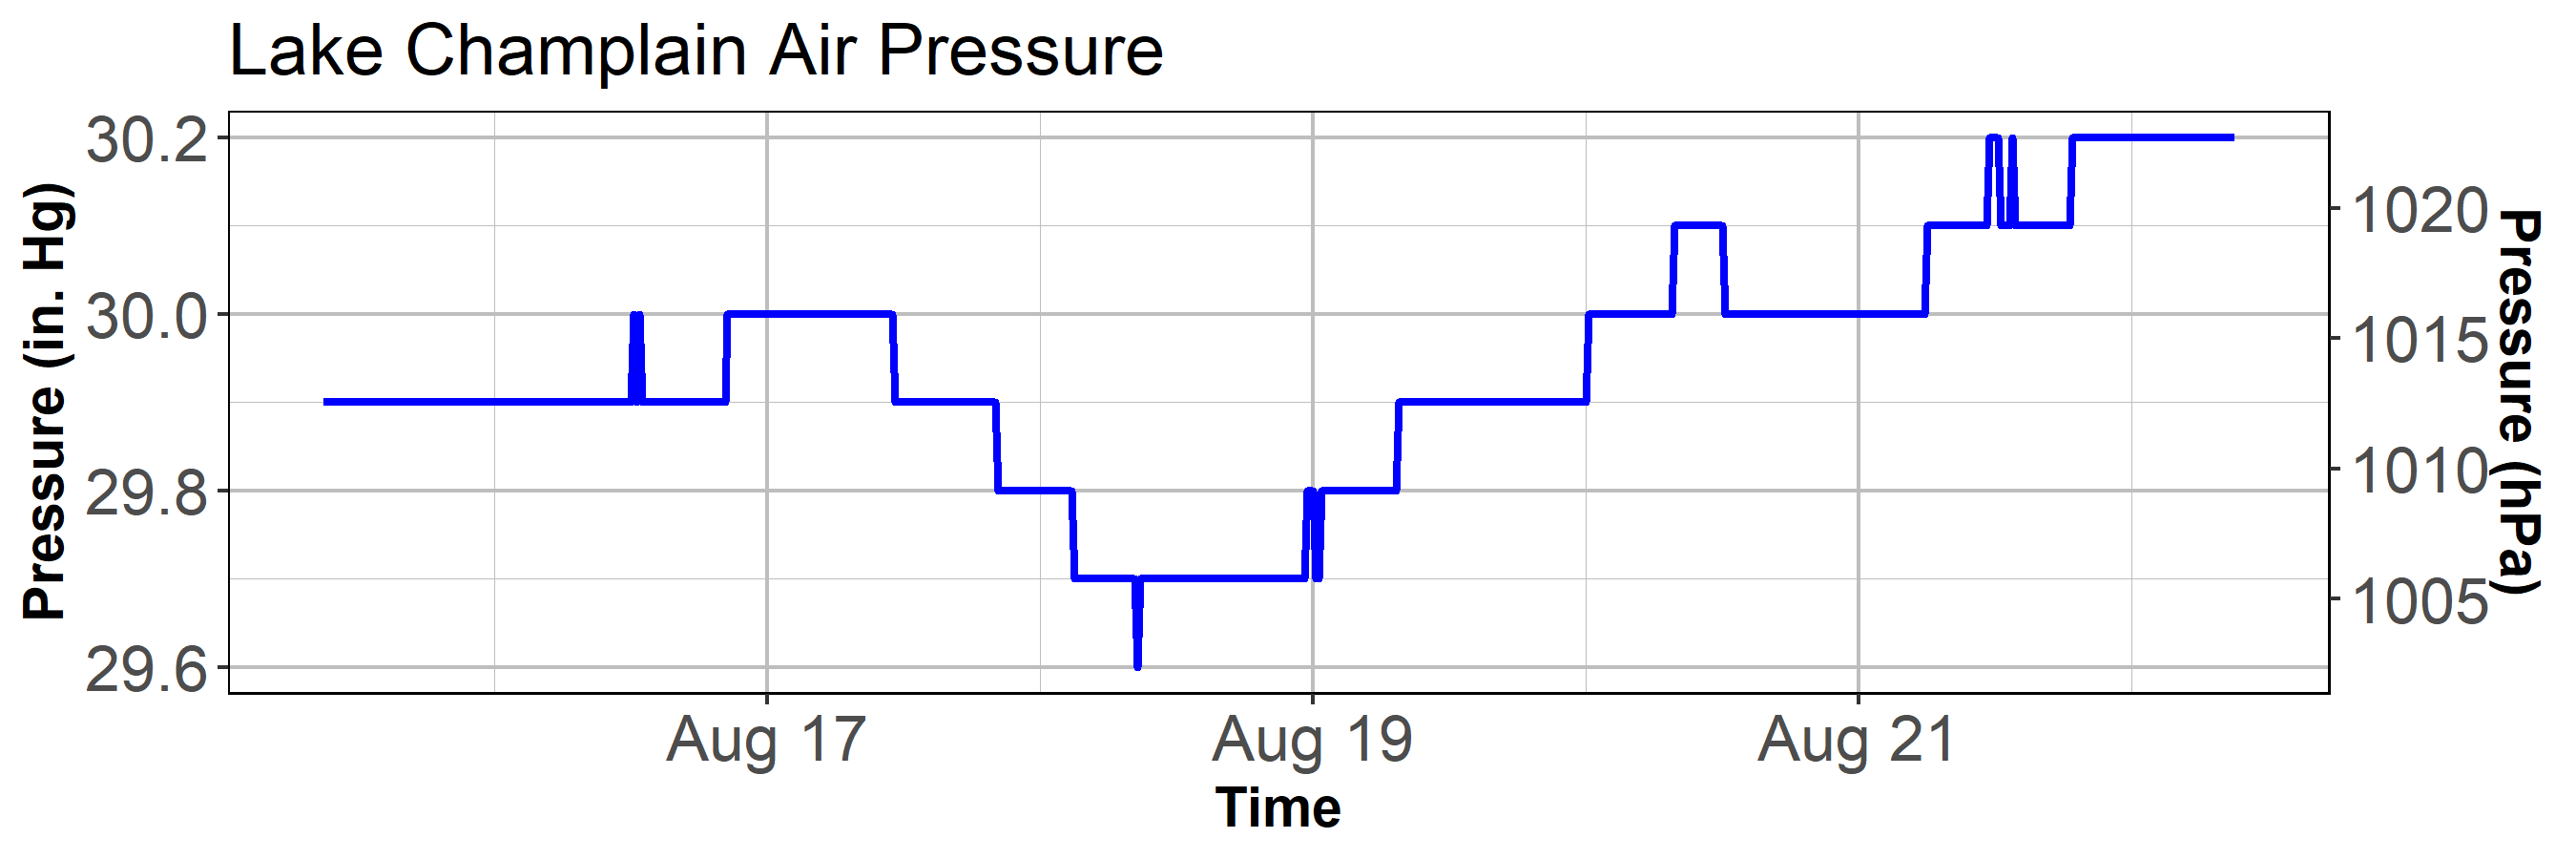 Lake Champlain Air Pressure
Pressure (in. Hg)
30.2
30.0
29.8
29.6
1020
1015
1010
1005
Pressure (hPa)
Aug 17
Aug 19
Aug 21
Time